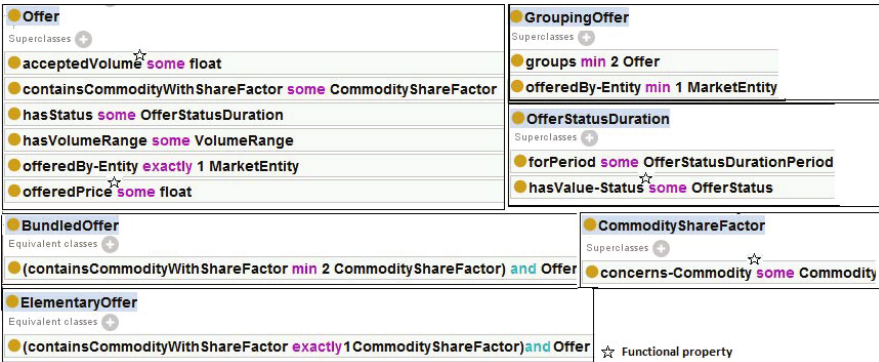 Offer
Superclasses
acceptedVolume some float
containsCommodityWithShareFactor some CommodityShareFactor
hasStatus some OfferStatusDuration
hasVolumeRange some VolumeRange
offeredBy-Entity exactly 1 MarketEntity
offeredPrice some float
GroupingOffer
Superclasses
groups min 2 Offer
offeredBy-Entity min 1 MarketEntity
OfferStatusDuration
Superclasses
forPeriod some OfferStatusDurationPeriod
hasValue-Status some OfferStatus
BundledOffer
Equivalent classes
(containsCommodityWithShareFactor min 2 CommodityShareFactor) and Offer
CommodityShareFactor
Superclasses
concerns-Commodity some Commodity
ElementaryOffer
Equivalent classes
(containsCommodityWithShareFactor exactly1CommodityShareFactor)and Offer
Functional property